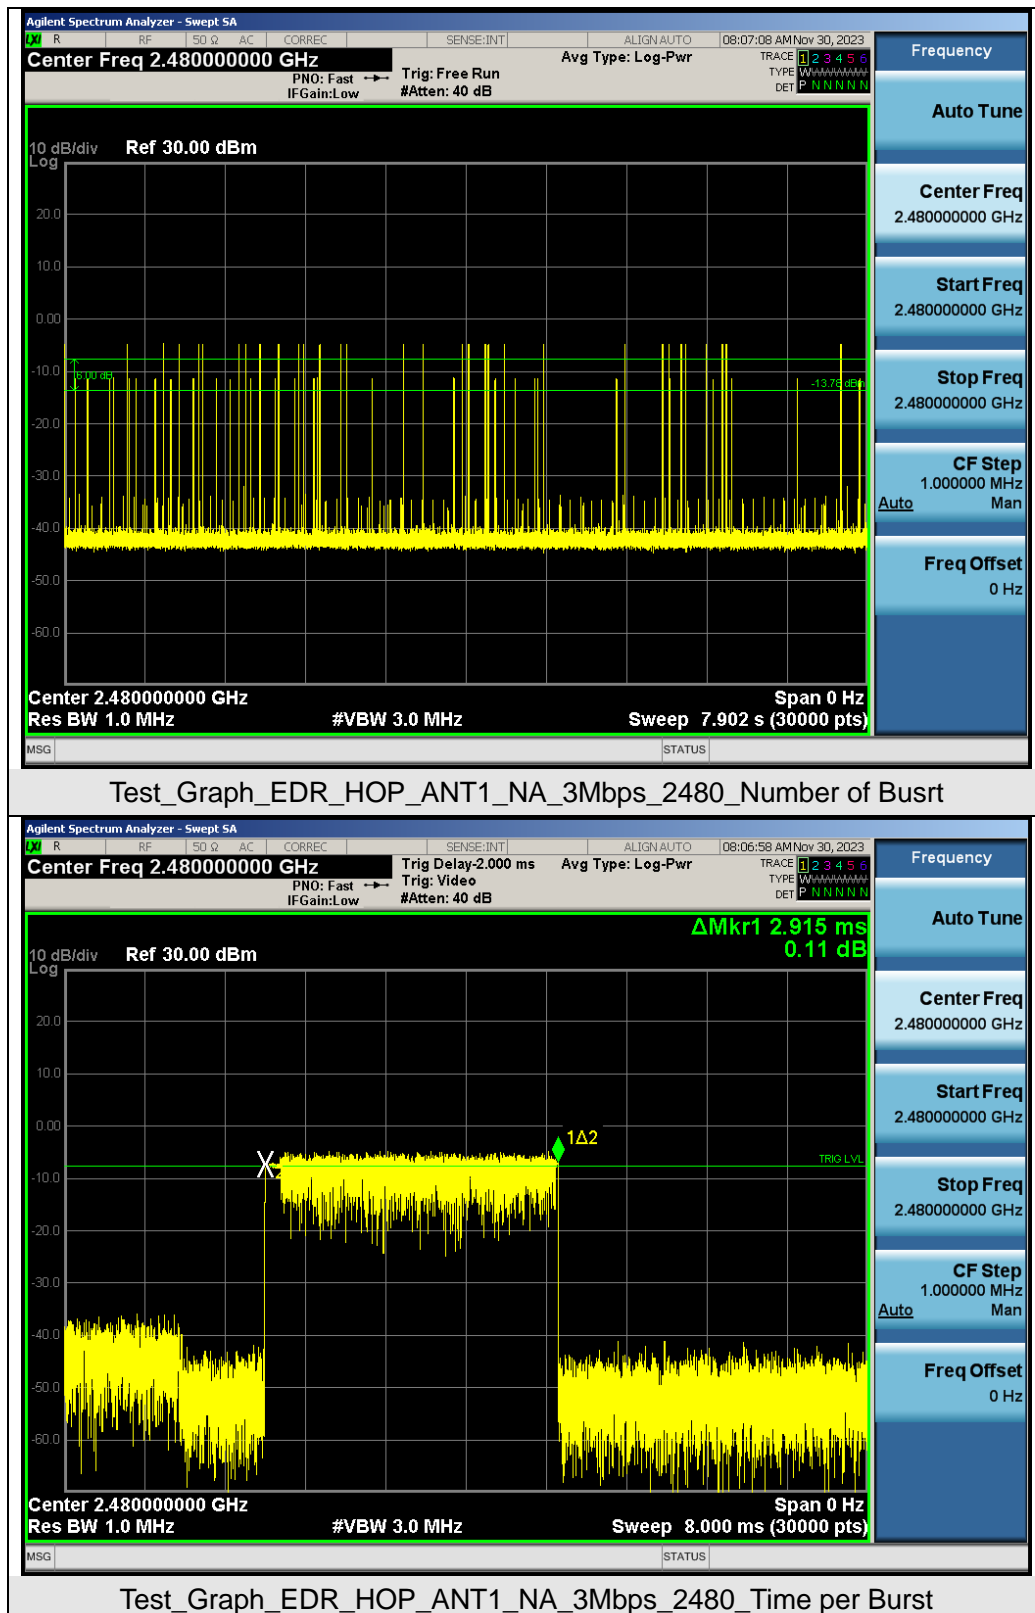 Agilent Spectrum Analyzer - Swept SA
LXI R RF 50 Ω AC CORREC SENSE:INT ALIGN AUTO 08:07:08 AM Nov 30, 2023
Center Freq 2.480000000 GHz Avg Type: Log-Pwr TRACE 1 2 3 4 5 6
PNO: Fast Trig: Free Run TYPE W
IFGain:Low #Atten: 40 dB DET P N N N N N
Frequency
Auto Tune
10 dB/div Ref 30.00 dBm
Log
20.0
10.0
0.00
-10.0
6.00 dB
-13.78 dBm
-20.0
-30.0
-40.0
-50.0
-60.0
Center Freq
2.480000000 GHz
Start Freq
2.480000000 GHz
Stop Freq
2.480000000 GHz
CF Step
1.000000 MHz
Auto Man
Freq Offset
0 Hz
Center 2.480000000 GHz Span 0 Hz
Res BW 1.0 MHz #VBW 3.0 MHz Sweep 7.902 s (30000 pts)
MSG STATUS
Test_Graph_EDR_HOP_ANT1_NA_3Mbps_2480_Number of Busrt
Agilent Spectrum Analyzer - Swept SA
LXI R RF 50 Ω AC CORREC SENSE:INT ALIGN AUTO 08:06:58 AM Nov 30, 2023
Center Freq 2.480000000 GHz Trig Delay-2.000 ms Avg Type: Log-Pwr TRACE 1 2 3 4 5 6
PNO: Fast Trig: Video TYPE W
IFGain:Low #Atten: 40 dB DET P N N N N N
Frequency
Auto Tune
ΔMkr1 2.915 ms
0.11 dB
10 dB/div Ref 30.00 dBm
Log
20.0
10.0
0.00
1Δ2
TRIG LVL
-10.0
-20.0
-30.0
-40.0
-50.0
-60.0
Center Freq
2.480000000 GHz
Start Freq
2.480000000 GHz
Stop Freq
2.480000000 GHz
CF Step
1.000000 MHz
Auto Man
Freq Offset
0 Hz
Center 2.480000000 GHz Span 0 Hz
Res BW 1.0 MHz #VBW 3.0 MHz Sweep 8.000 ms (30000 pts)
MSG STATUS
Test_Graph_EDR_HOP_ANT1_NA_3Mbps_2480_Time per Burst